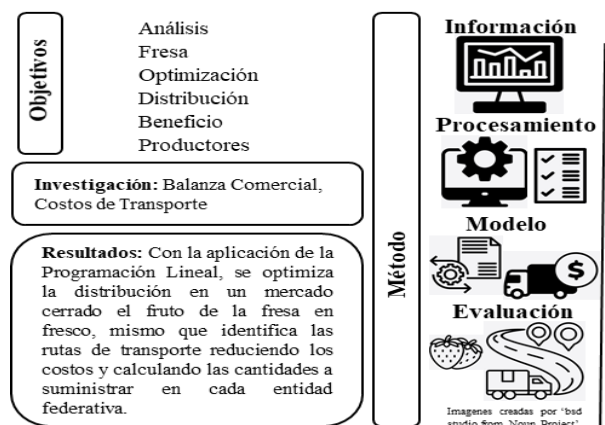 Objetivos
Análisis
Fresa
Optimización
Distribución
Beneficio
Productores
Investigación: Balanza Comercial,
Costos de Transporte
Resultados: Con la aplicación de la
Programación Lineal, se optimiza
la distribución en un mercado
cerrado el fruto de la fresa en
fresco, mismo que identifica las
rutas de transporte reduciendo los
costos y calculando las cantidades a
suministrar en cada entidad
federativa.
Método
Información
Procesamiento
Modelo
$
Evaluación
Imagenes creadas por 'bsd
studio from Noun Project'